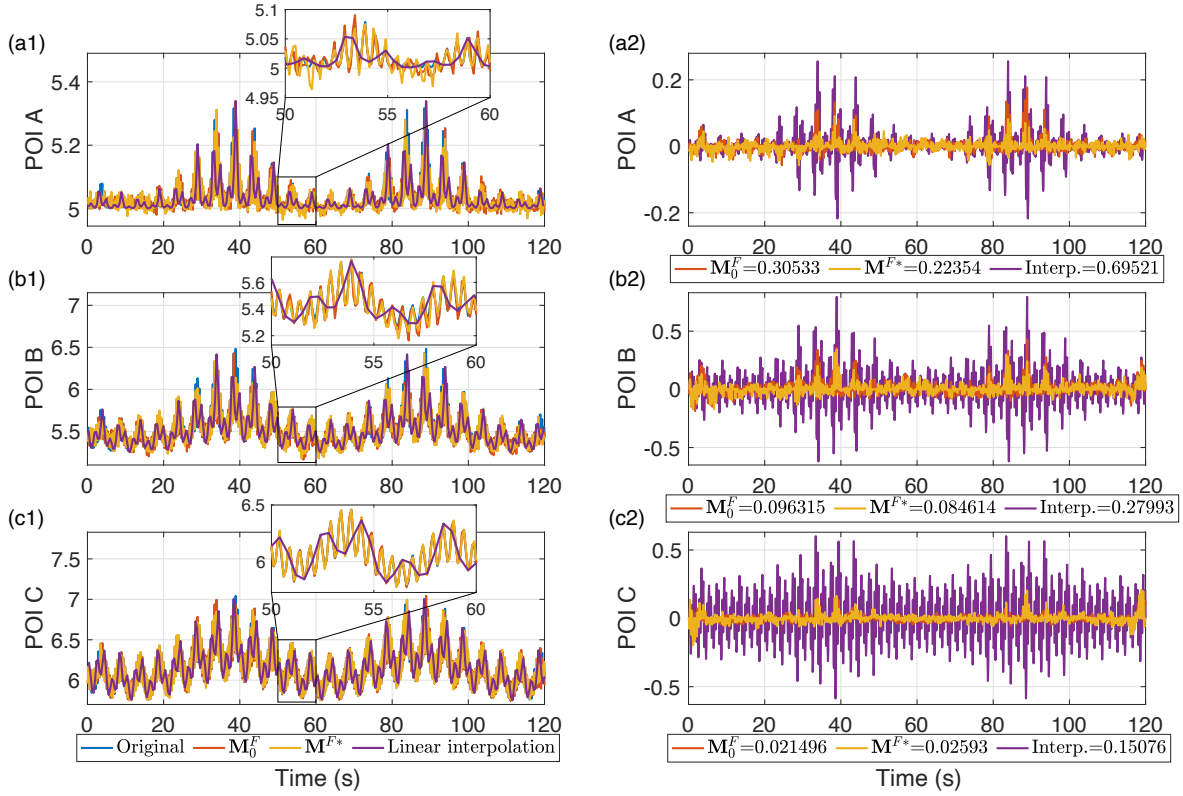 (a1)
POI A
5.4
5.2
5
0 20 40 60 80 100 120
5.1
5.05
5
4.95
50 55 60
(a2)
POI A
0.2
0
-0.2
0 20 40 60 80 100 120
M₀ᶠ=0.30533 Mᶠ*=0.22354 Interp.=0.69521
(b1)
POI B
7
6.5
6
5.5
0 20 40 60 80 100 120
5.6
5.4
5.2
50 55 60
(b2)
POI B
0.5
0
-0.5
0 20 40 60 80 100 120
M₀ᶠ=0.096315 Mᶠ*=0.084614 Interp.=0.27993
(c1)
POI C
7.5
7
6.5
6
0 20 40 60 80 100 120
6.5
6
50 55 60
Original M₀ᶠ Mᶠ* Linear interpolation
Time (s)
(c2)
POI C
0.5
0
-0.5
0 20 40 60 80 100 120
M₀ᶠ=0.021496 Mᶠ*=0.02593 Interp.=0.15076
Time (s)